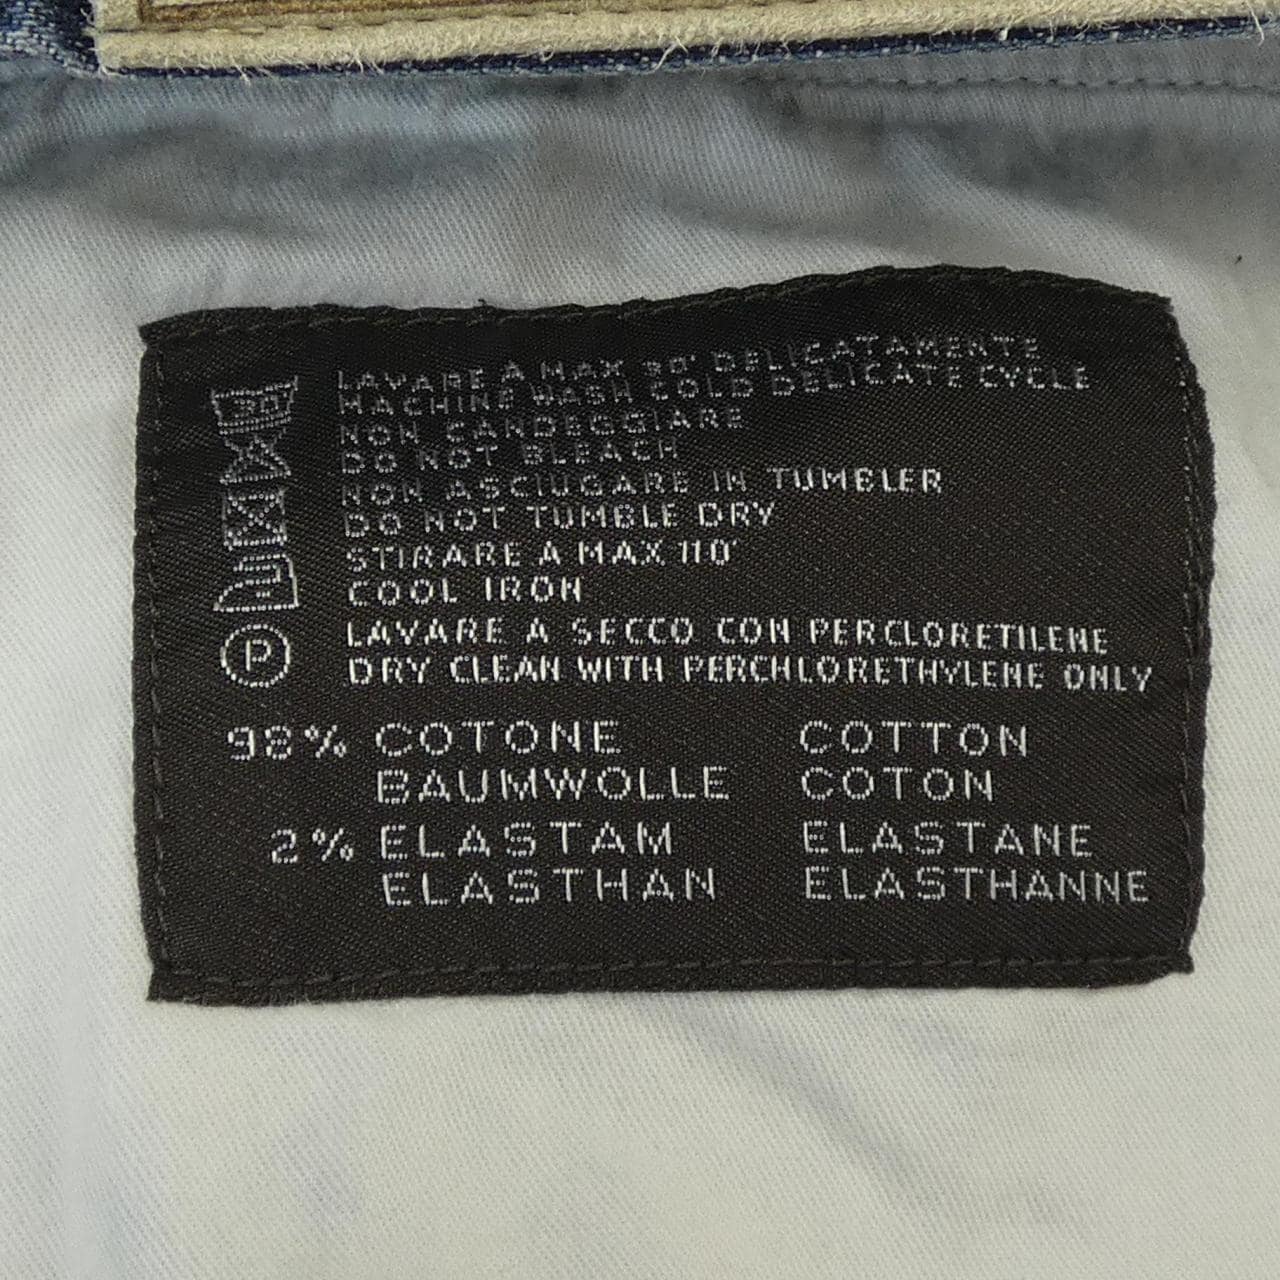 LAVARE A MAX 30° DELICATAMENTE
MACHINE WASH COLD DELICATE CYCLE
NON CANDEGGIARE
DO NOT BLEACH
NON ASCIUGARE IN TUMBLER
DO NOT TUMBLE DRY
STIRARE A MAX 110°
COOL IRON
P LAVARE A SECCO CON PERCLORETILENE
DRY CLEAN WITH PERCHLORETHYLENE ONLY
98% COTONE COTTON
BAUMWOLLE COTON
2% ELASTAM ELASTANE
ELASTHAN ELASTHANNE